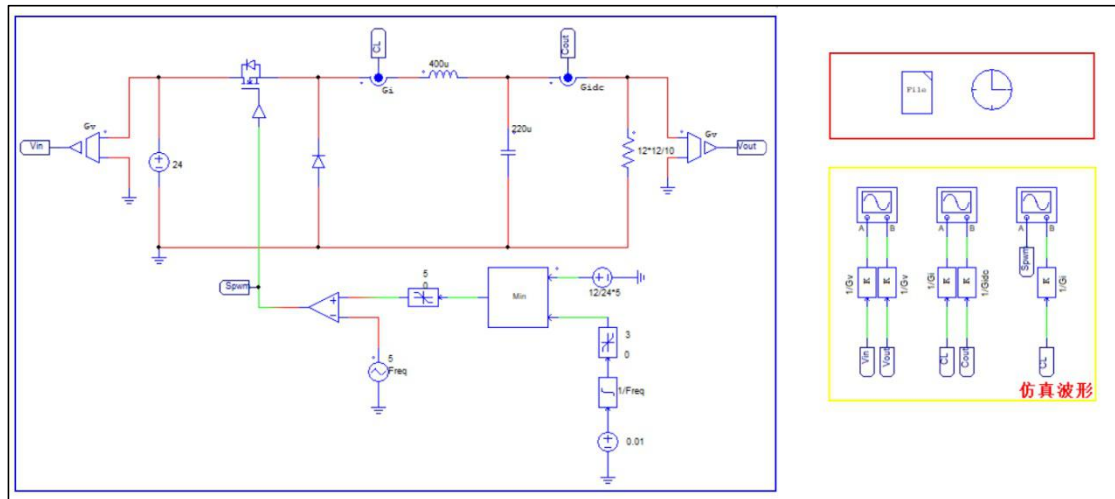 CL
Cout
400u
Gi
Gidc
Gv
Vin
24
220u
12*12/10
Gv
Vout
Spwm
5
0
Min
12/24*5
3
0
5
Freq
1/Freq
0.01
File
A
B
A
B
A
B
Spwm
1/Gv
K
K
1/Gv
1/Gi
K
K
1/Gidc
K
1/Gi
Vin
Vout
CL
Cout
CL
仿真波形